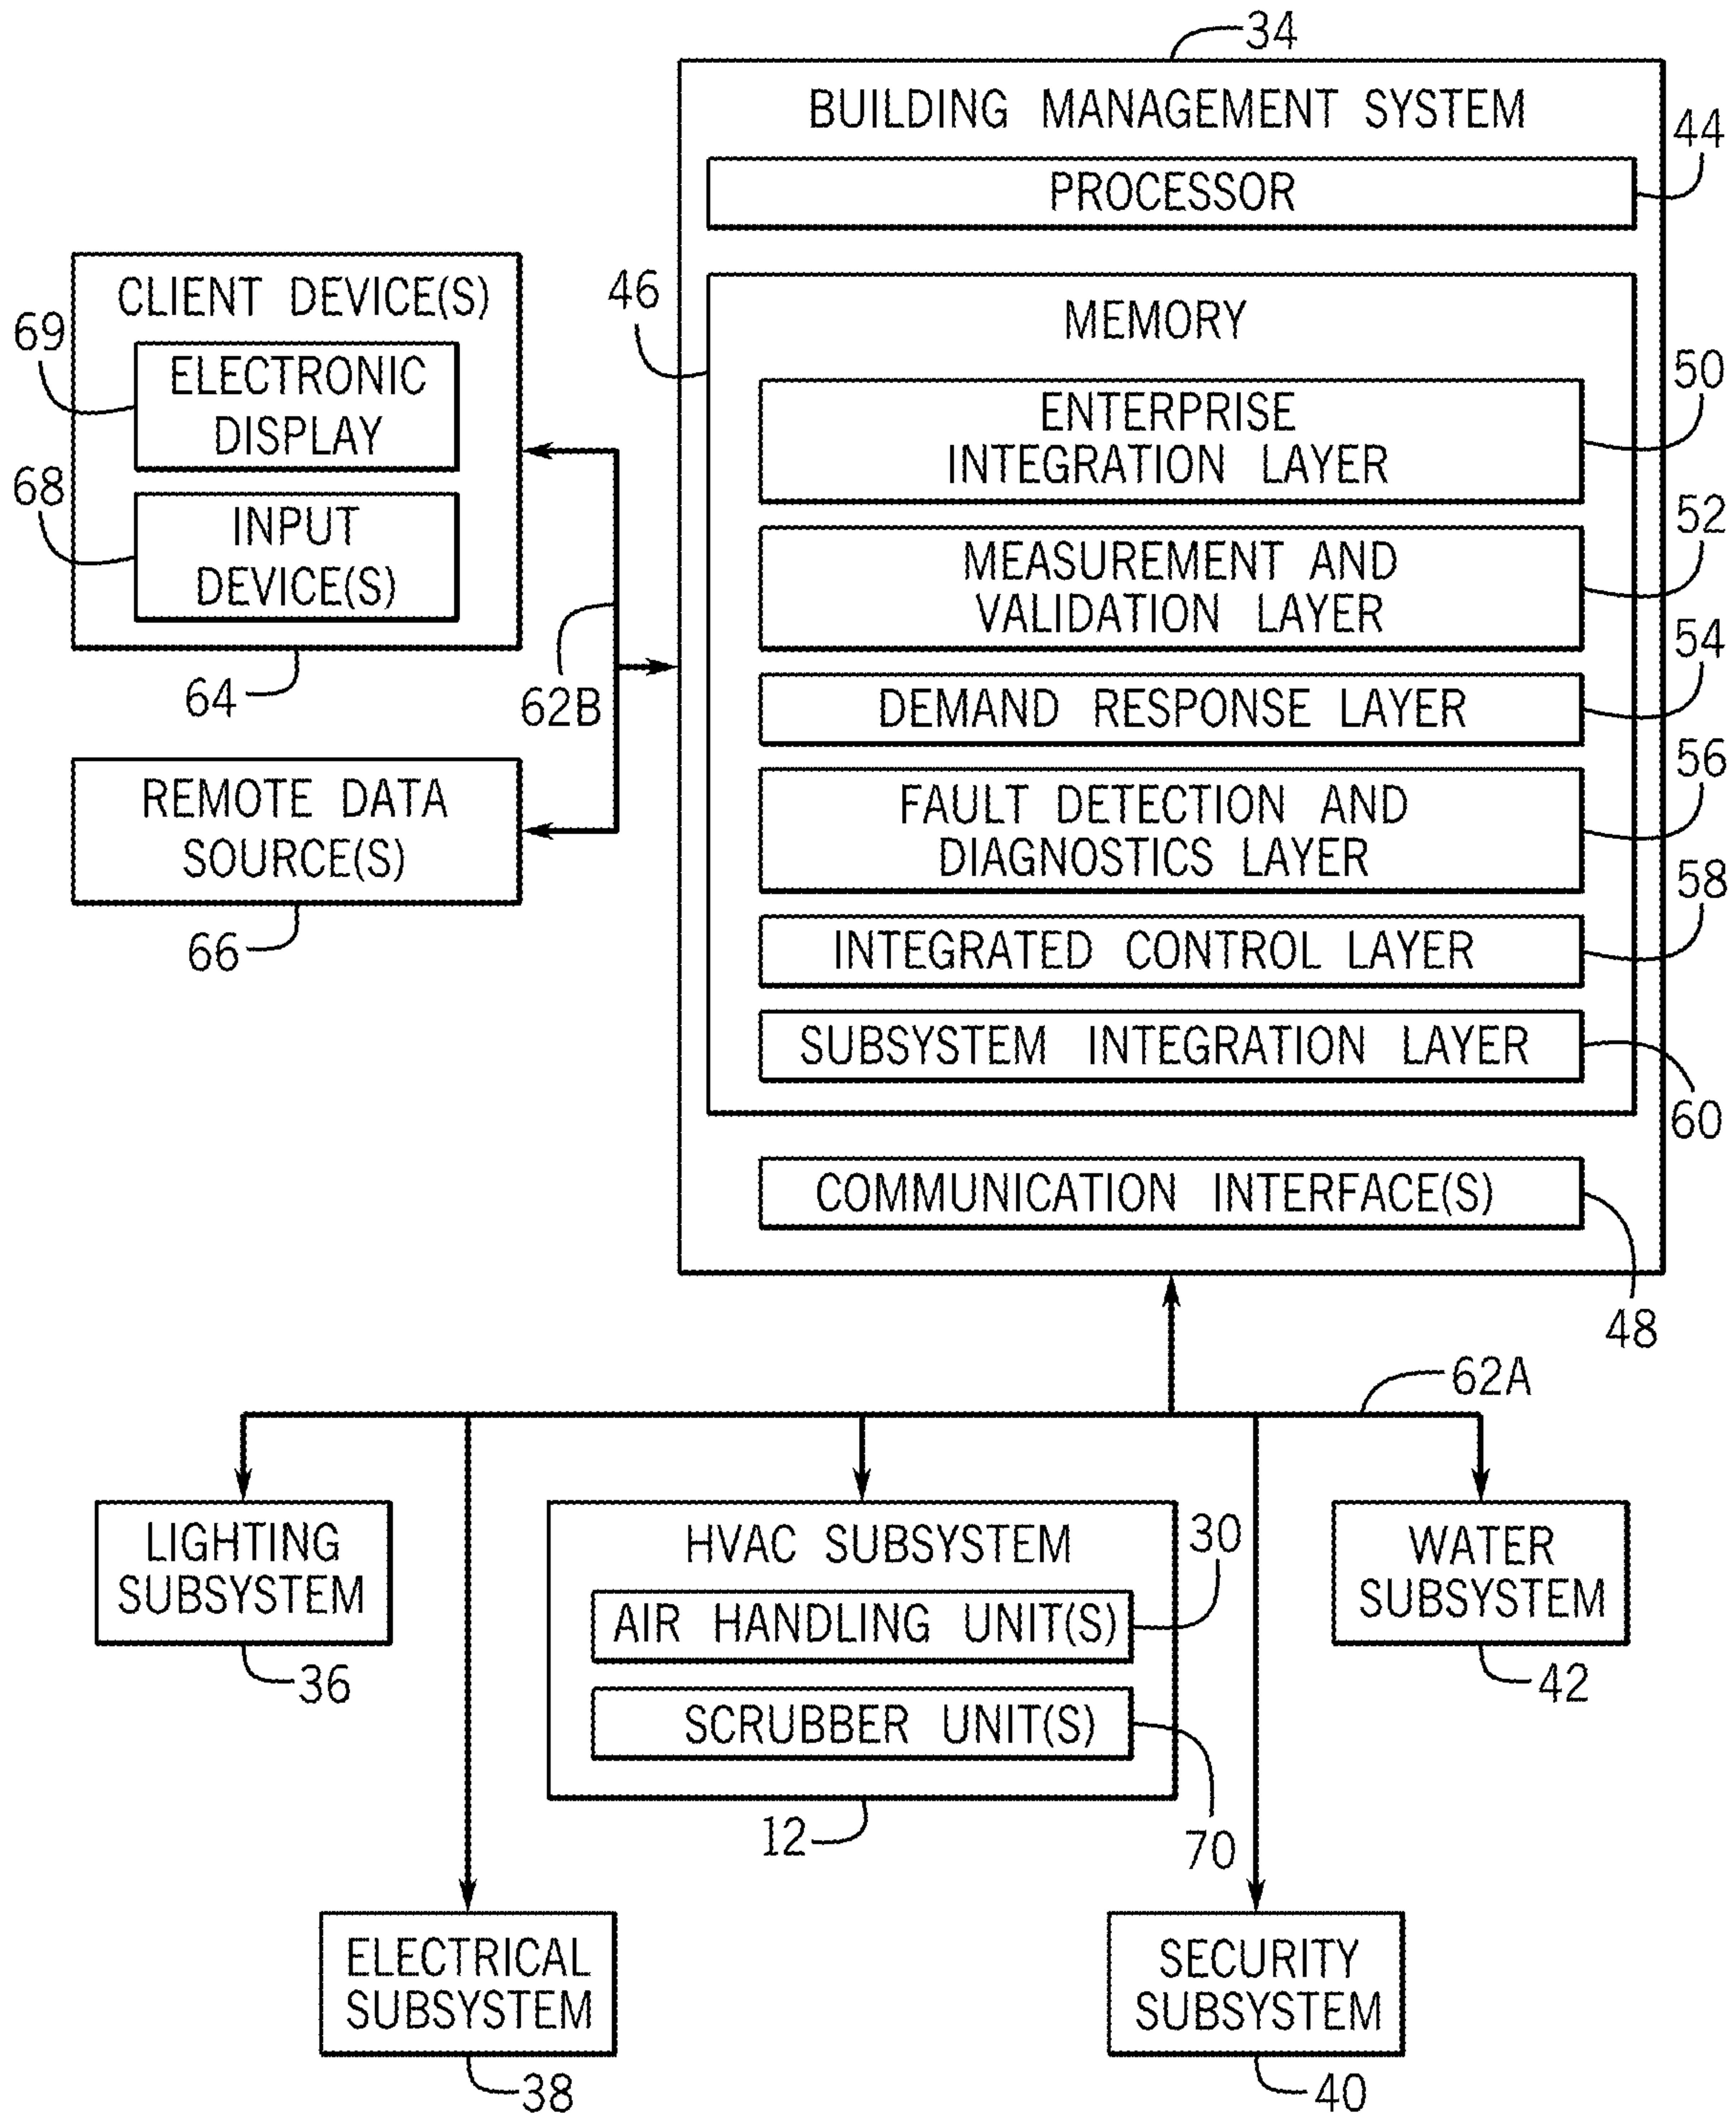 34
BUILDING MANAGEMENT SYSTEM
44
PROCESSOR
46
MEMORY
50
ENTERPRISE
INTEGRATION LAYER
52
MEASUREMENT AND
VALIDATION LAYER
54
DEMAND RESPONSE LAYER
56
FAULT DETECTION AND
DIAGNOSTICS LAYER
58
INTEGRATED CONTROL LAYER
SUBSYSTEM INTEGRATION LAYER
60
COMMUNICATION INTERFACE(S)
48
CLIENT DEVICE(S)
69
ELECTRONIC
DISPLAY
68
INPUT
DEVICE(S)
64
62B
REMOTE DATA
SOURCE(S)
66
62A
LIGHTING
SUBSYSTEM
36
HVAC SUBSYSTEM
30
AIR HANDLING UNIT(S)
SCRUBBER UNIT(S)
12
70
WATER
SUBSYSTEM
42
ELECTRICAL
SUBSYSTEM
38
SECURITY
SUBSYSTEM
40